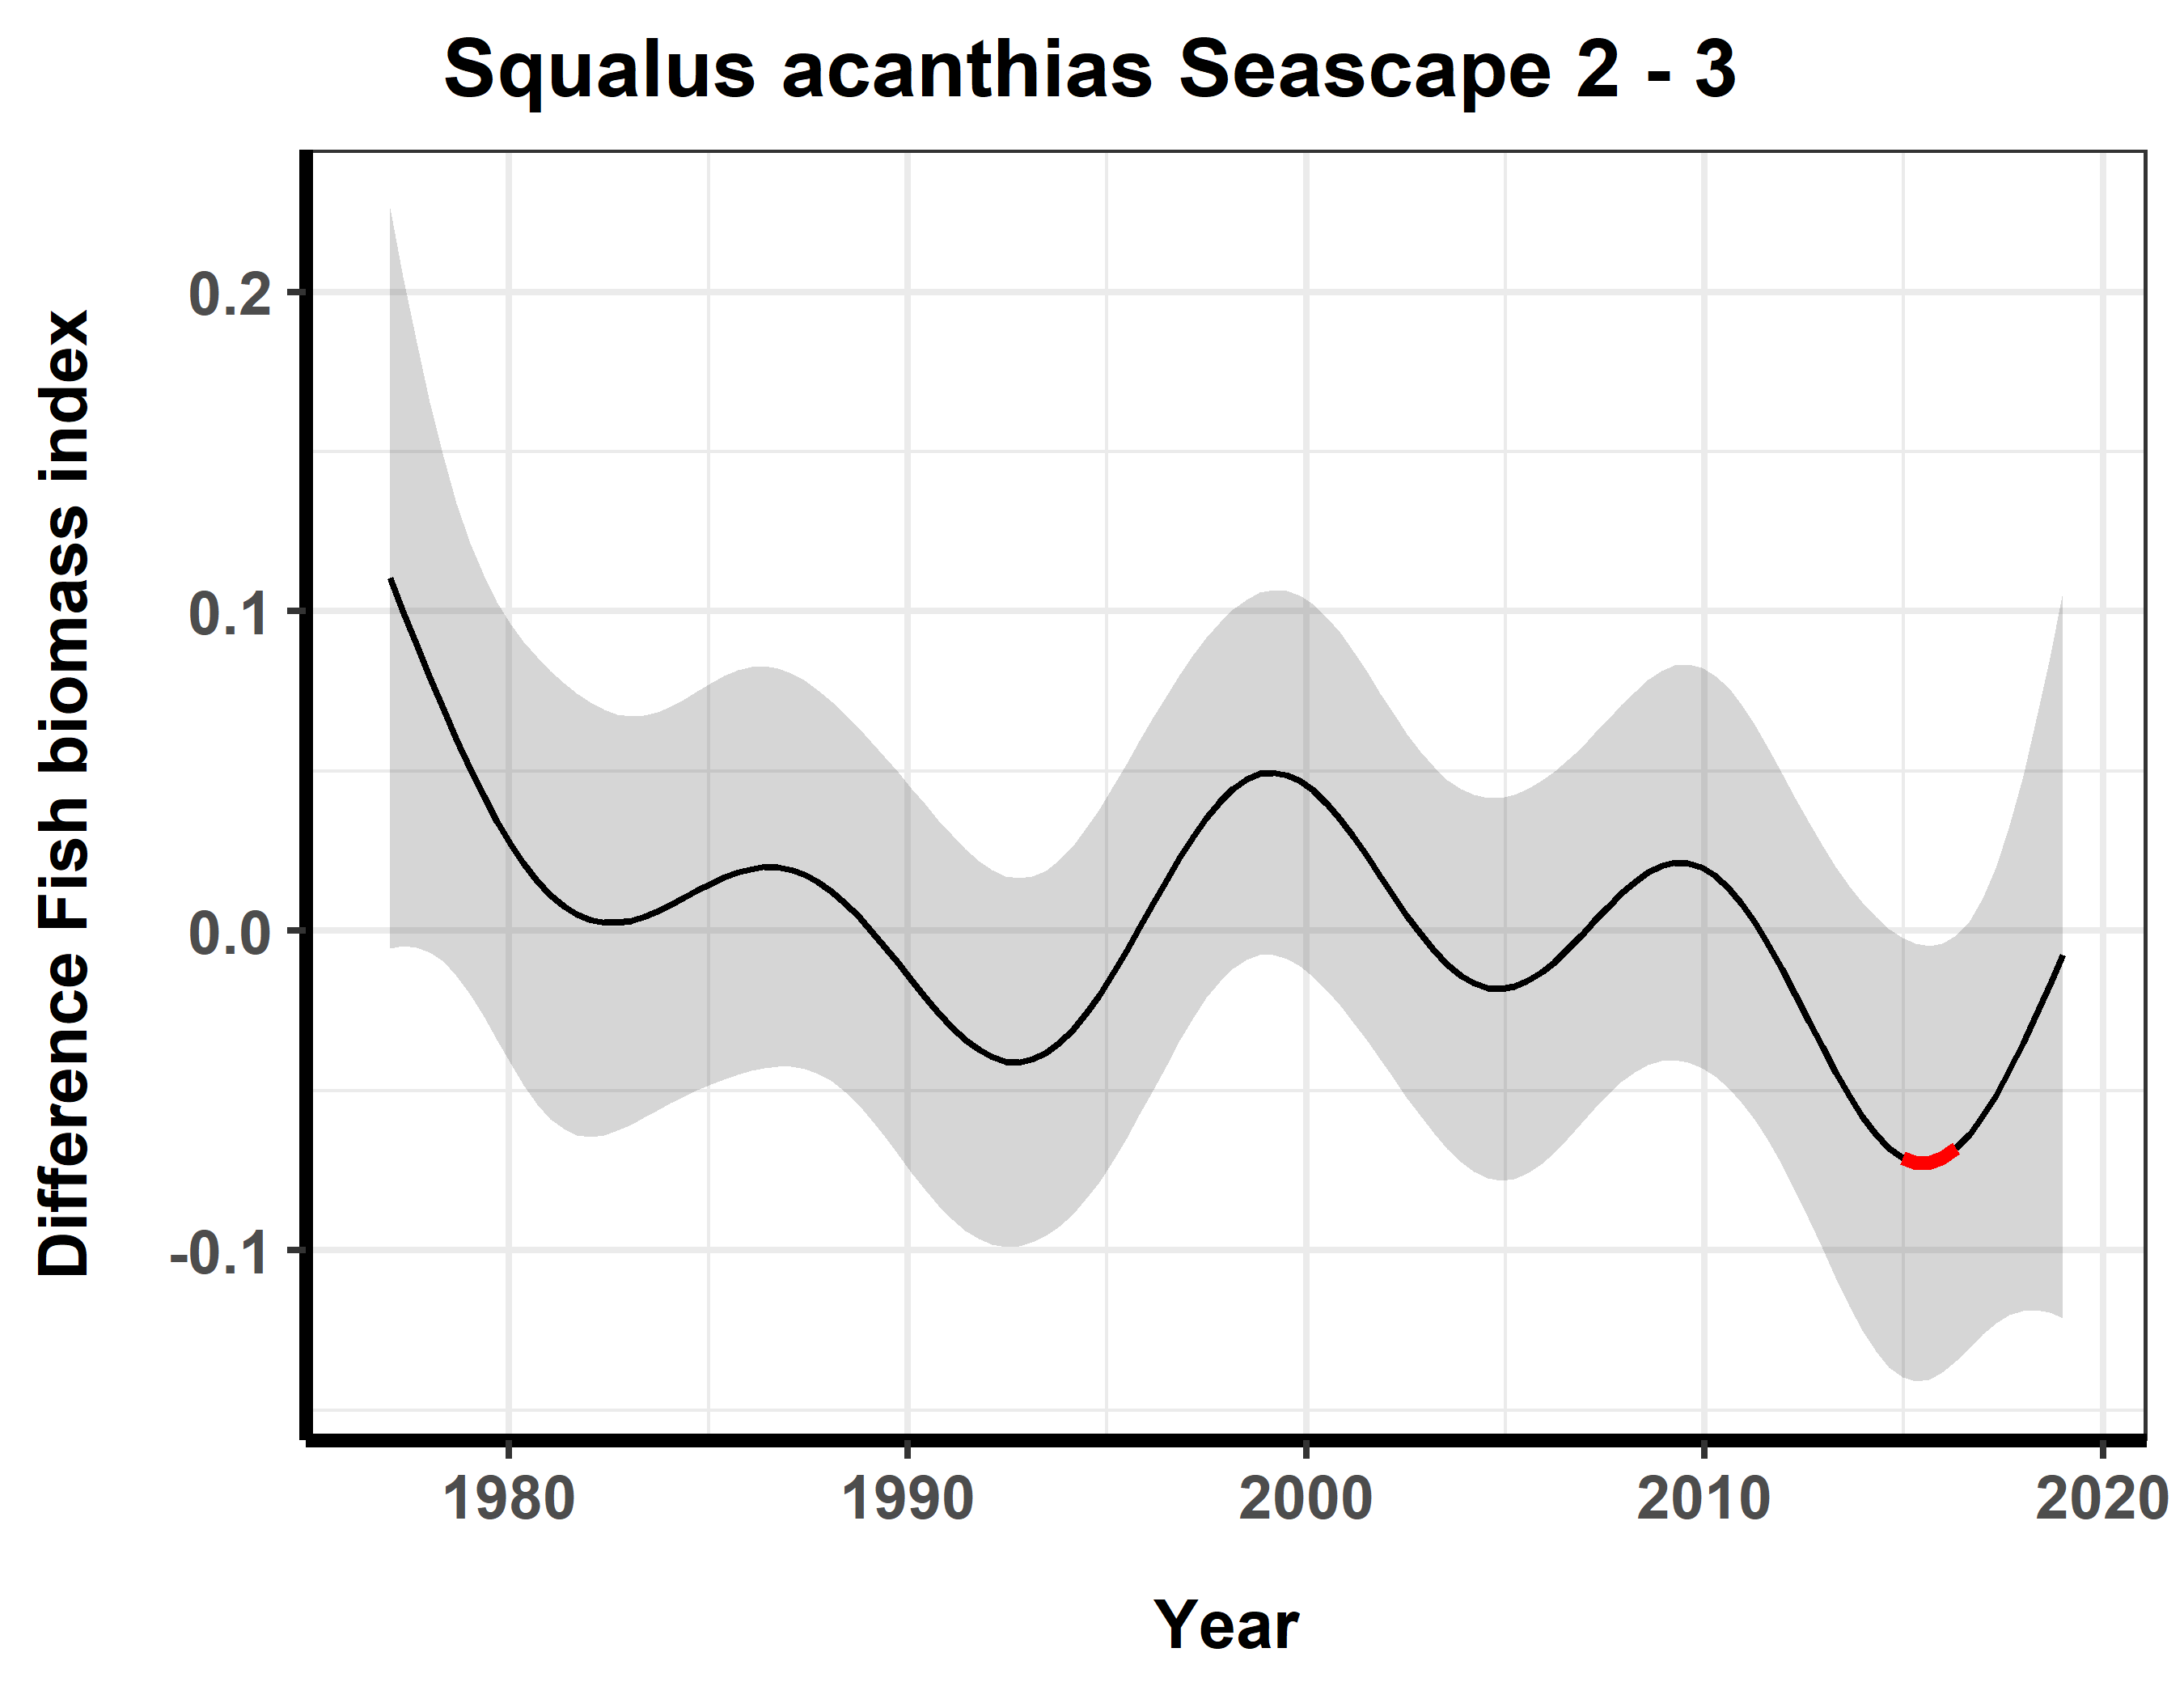 Squalus acanthias Seascape 2 - 3
Difference Fish biomass index
0.2
0.1
0.0
-0.1
1980 1990 2000 2010 2020
Year